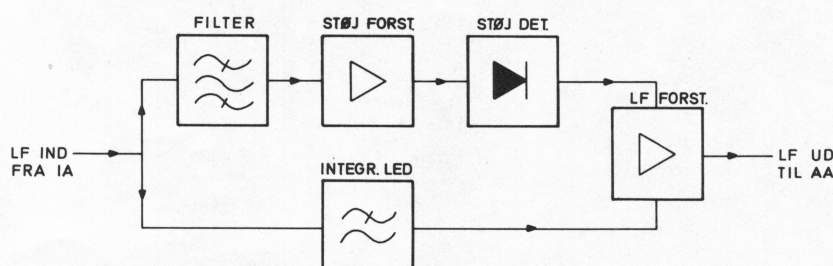 FILTER
STØJ FORST.
STØJ DET.
LF FORST.
LF IND
FRA IA
INTEGR. LED
LF UD
TIL AA